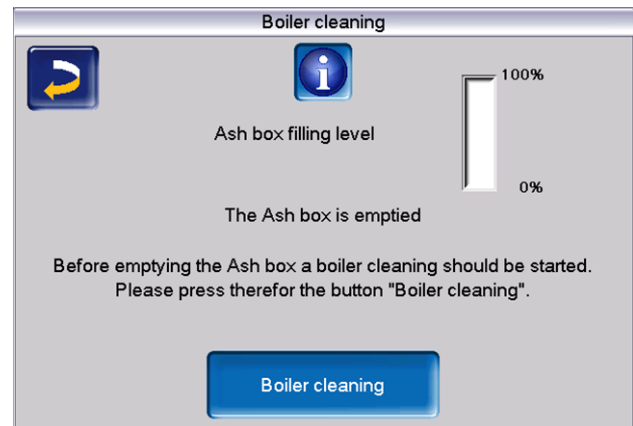 Boiler cleaning
100%
Ash box filling level
0%
The Ash box is emptied
Before emptying the Ash box a boiler cleaning should be started.
Please press therefor the button "Boiler cleaning".
Boiler cleaning